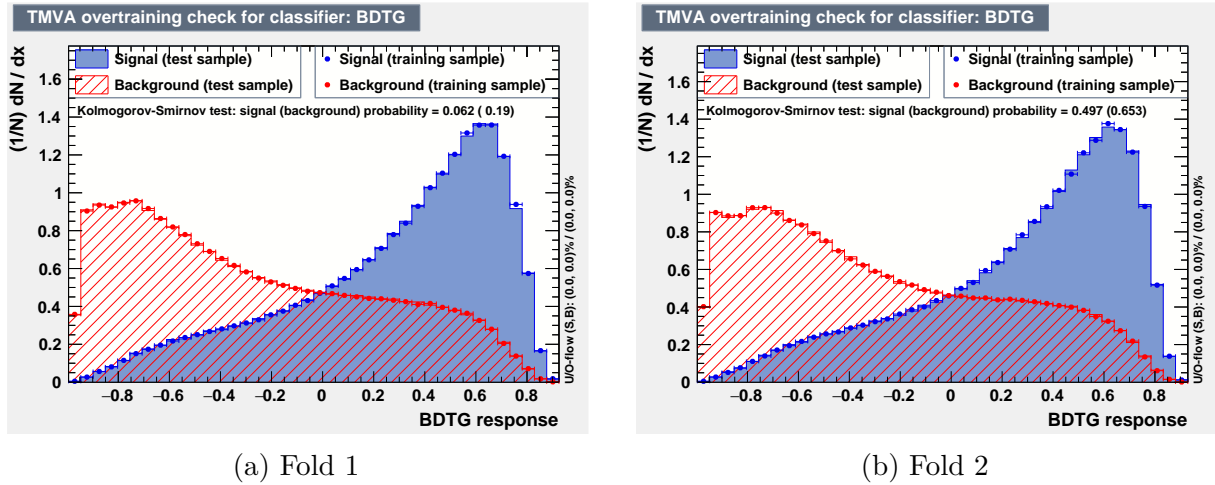 TMVA overtraining check for classifier: BDTG
(1/N) dN / dx
Signal (test sample)
Background (test sample)
Signal (training sample)
Background (training sample)
Kolmogorov-Smirnov test: signal (background) probability = 0.062 ( 0.19)
1.6
1.4
1.2
1
0.8
0.6
0.4
0.2
0
−0.8 −0.6 −0.4 −0.2 0 0.2 0.4 0.6 0.8
BDTG response
U/O-flow (S,B): (0.0, 0.0)% / (0.0, 0.0)%
(a) Fold 1
TMVA overtraining check for classifier: BDTG
(1/N) dN / dx
Signal (test sample)
Background (test sample)
Signal (training sample)
Background (training sample)
Kolmogorov-Smirnov test: signal (background) probability = 0.497 (0.653)
1.6
1.4
1.2
1
0.8
0.6
0.4
0.2
0
−0.8 −0.6 −0.4 −0.2 0 0.2 0.4 0.6 0.8
BDTG response
U/O-flow (S,B): (0.0, 0.0)% / (0.0, 0.0)%
(b) Fold 2